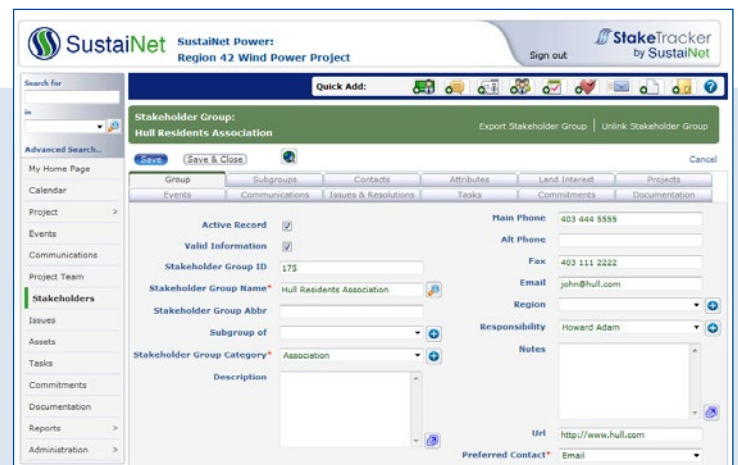 SustaiNet
SustaiNet Power:
Region 42 Wind Power Project
Sign out
StakeTracker
by SustaiNet
Search for
in
Advanced Search...
My Home Page
Calendar
Project >
Events
Communications
Project Team
Stakeholders
Issues
Assets
Tasks
Commitments
Documentation
Reports >
Administration >
Quick Add:
Stakeholder Group:
Hull Residents Association
Export Stakeholder Group | Unlink Stakeholder Group
Save
Save & Close
Cancel
Group Subgroups Contacts Attributes Land Interest Projects
Events Communications Issues & Resolutions Tasks Commitments Documentation
Active Record
Valid Information
Stakeholder Group ID 175
Stakeholder Group Name* Hull Residents Association
Stakeholder Group Abbr
Subgroup of
Stakeholder Group Category* Association
Description
Main Phone 403 444 5555
Alt Phone
Fax 403 111 2222
Email john@hull.com
Region
Responsibility Howard Adam
Notes
Url http://www.hull.com
Preferred Contact* Email